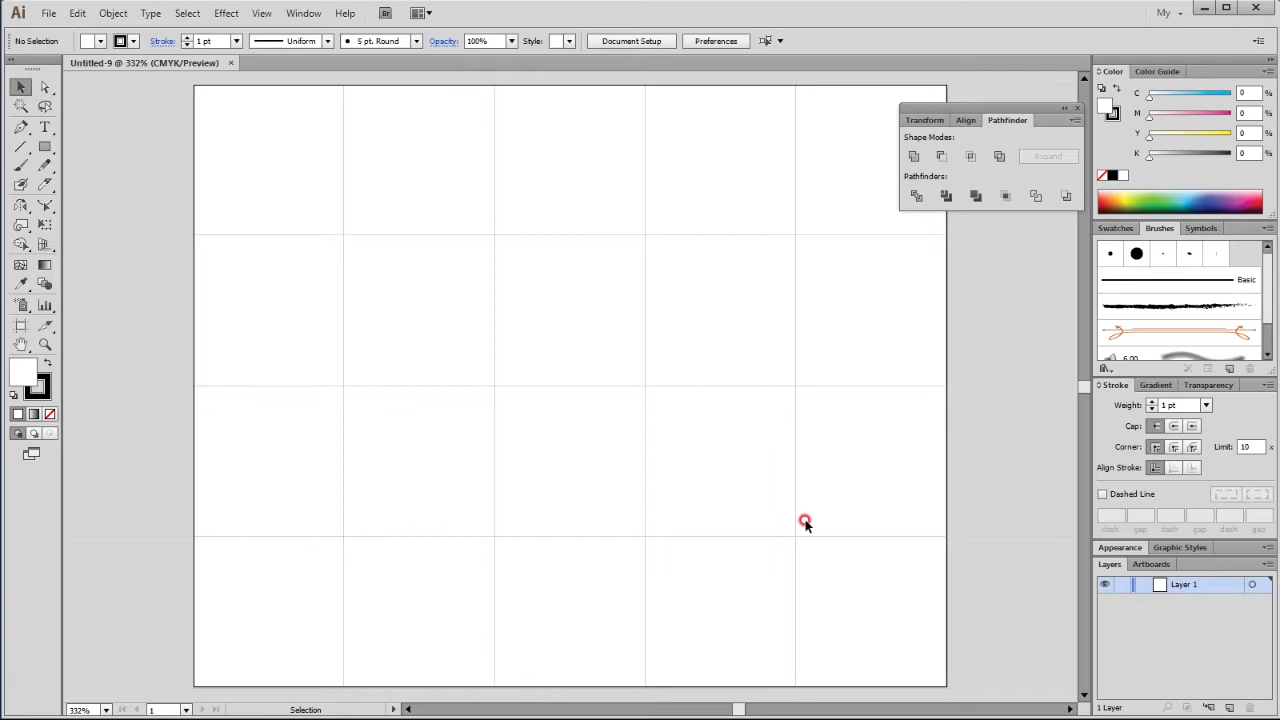 Ai File Edit Object Type Select Effect View Window Help Br My
No Selection Stroke: 1 pt Uniform 5 pt. Round Opacity: 100% Style: Document Setup Preferences
Untitled-9 @ 332% (CMYK/Preview) ×
Color Color Guide
C 0 %
M 0 %
Y 0 %
K 0 %
Transform Align Pathfinder
Shape Modes:
Expand
Pathfinders:
Swatches Brushes Symbols
Basic
6.00
Stroke Gradient Transparency
Weight: 1 pt
Cap:
Corner: Limit: 10 x
Align Stroke:
Dashed Line
dash gap dash gap dash gap
Appearance Graphic Styles
Layers Artboards
Layer 1
1 Layer
332% 1 Selection